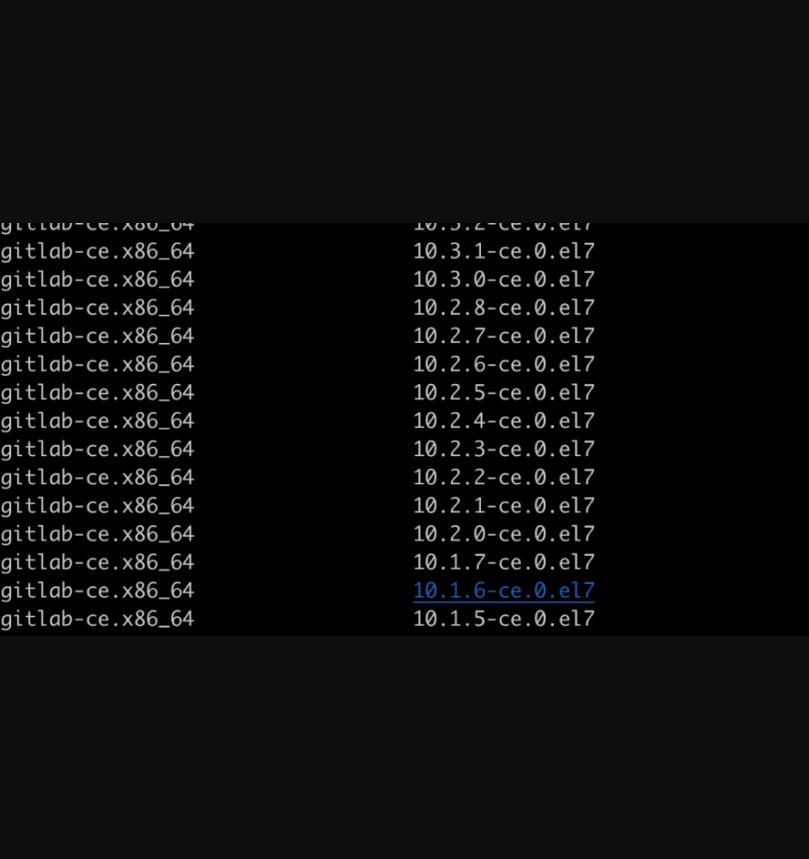 gitlab-ce.x86_64 10.3.2-ce.0.el7
gitlab-ce.x86_64 10.3.1-ce.0.el7
gitlab-ce.x86_64 10.3.0-ce.0.el7
gitlab-ce.x86_64 10.2.8-ce.0.el7
gitlab-ce.x86_64 10.2.7-ce.0.el7
gitlab-ce.x86_64 10.2.6-ce.0.el7
gitlab-ce.x86_64 10.2.5-ce.0.el7
gitlab-ce.x86_64 10.2.4-ce.0.el7
gitlab-ce.x86_64 10.2.3-ce.0.el7
gitlab-ce.x86_64 10.2.2-ce.0.el7
gitlab-ce.x86_64 10.2.1-ce.0.el7
gitlab-ce.x86_64 10.2.0-ce.0.el7
gitlab-ce.x86_64 10.1.7-ce.0.el7
gitlab-ce.x86_64 10.1.6-ce.0.el7
gitlab-ce.x86_64 10.1.5-ce.0.el7